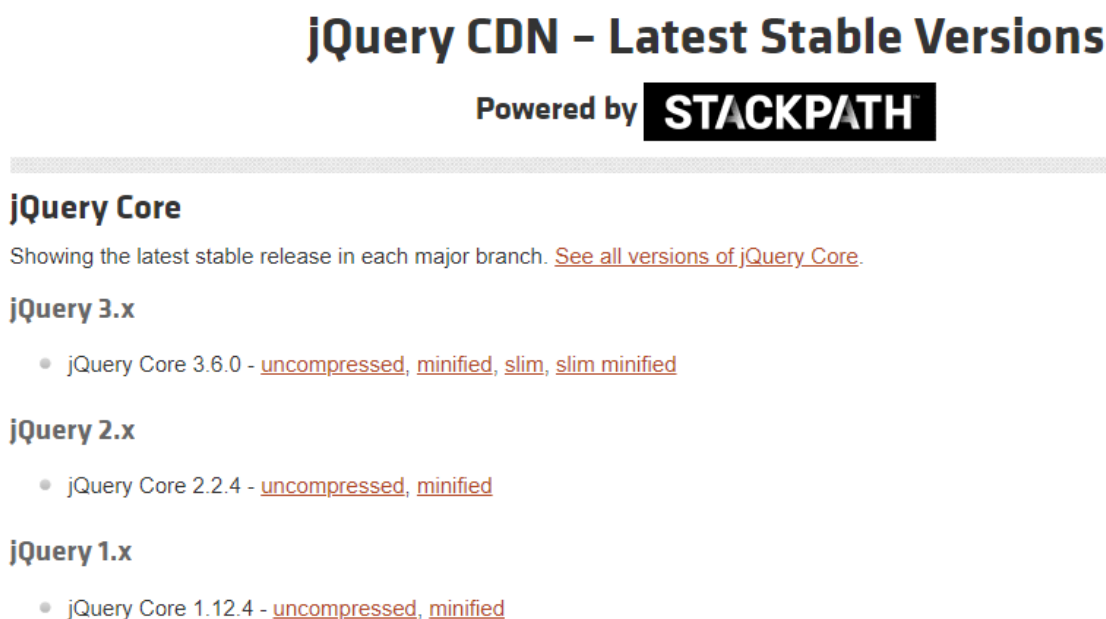 jQuery CDN – Latest Stable Versions
Powered by STACKPATH™
jQuery Core
Showing the latest stable release in each major branch. See all versions of jQuery Core.
jQuery 3.x
jQuery Core 3.6.0 - uncompressed, minified, slim, slim minified
jQuery 2.x
jQuery Core 2.2.4 - uncompressed, minified
jQuery 1.x
jQuery Core 1.12.4 - uncompressed, minified